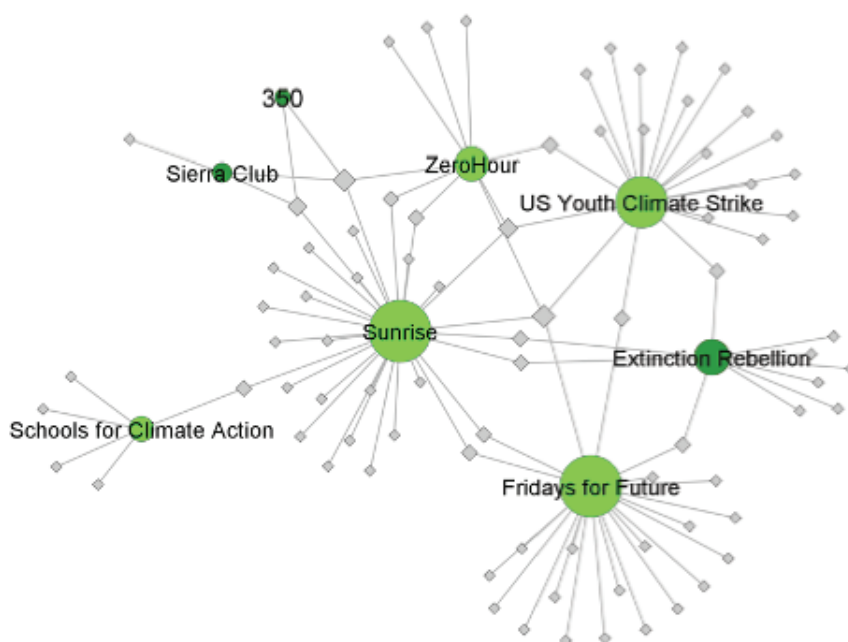 350
ZeroHour
Sierra Club
US Youth Climate Strike
Sunrise
Extinction Rebellion
Schools for Climate Action
Fridays for Future